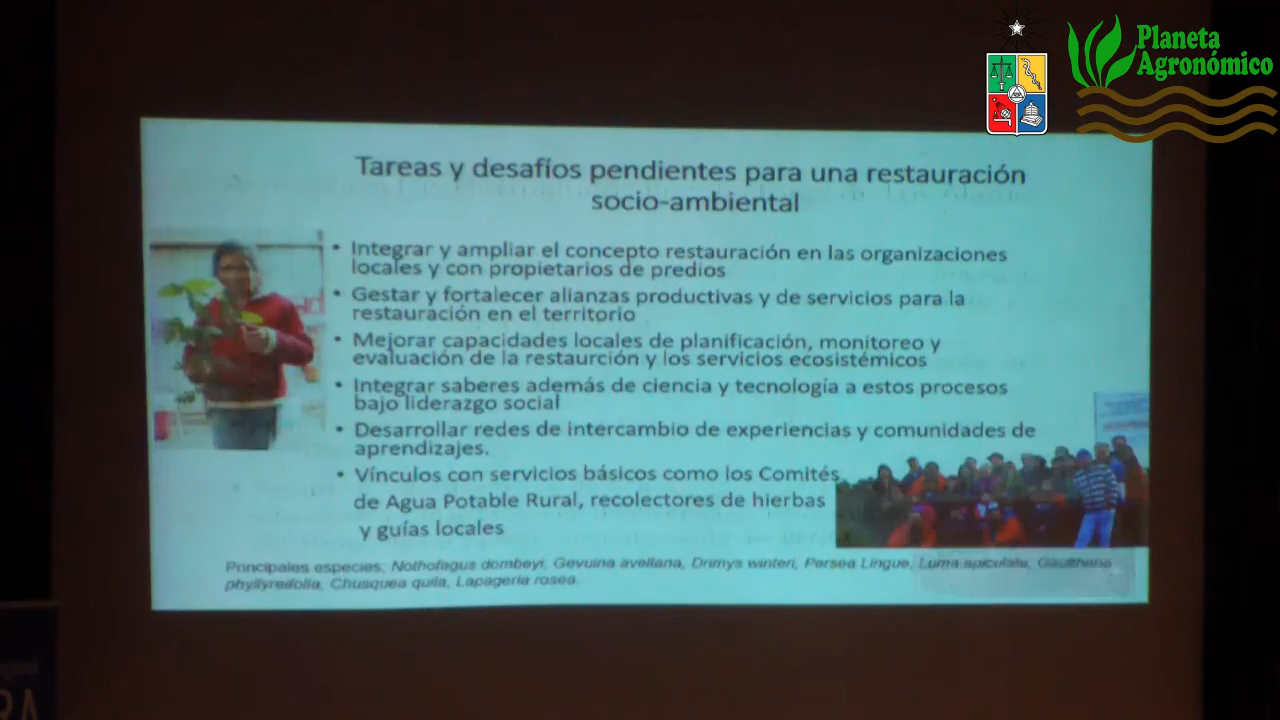 Planeta
Agronómico
Tareas y desafíos pendientes para una restauración
socio-ambiental
• Integrar y ampliar el concepto restauración en las organizaciones
locales y con propietarios de predios
• Gestar y fortalecer alianzas productivas y de servicios para la
restauración en el territorio
• Mejorar capacidades locales de planificación, monitoreo y
evaluación de la restaurción y los servicios ecosistémicos
• Integrar saberes además de ciencia y tecnología a estos procesos
bajo liderazgo social
• Desarrollar redes de intercambio de experiencias y comunidades de
aprendizajes.
• Vínculos con servicios básicos como los Comités
de Agua Potable Rural, recolectores de hierbas
y guías locales
Principales especies, Nothofagus dombeyi, Gevuina avellana, Drimys winteri, Persea Lingue, Luma apiculata, Gaultheria
phyllyreifolia, Chusquea quila, Lapageria rosea.
RA